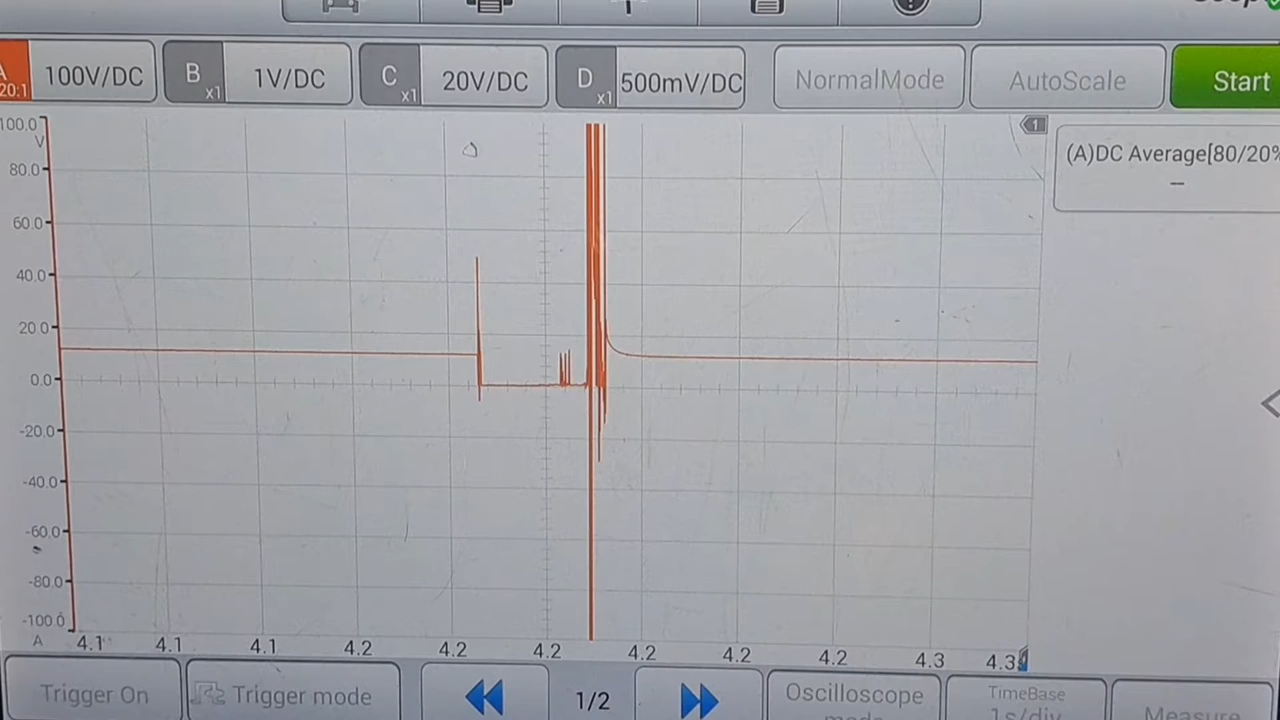 A 100V/DC B 1V/DC C 20V/DC D 500mV/DC NormalMode AutoScale Start
20:1 x1 x1 x1
100.0
V
(A)DC Average[80/20%
--
80.0
60.0
40.0
20.0
0.0
-20.0
-40.0
-60.0
-80.0
-100.0
A 4.1 4.1 4.1 4.2 4.2 4.2 4.2 4.2 4.2 4.3 4.3
Trigger On Trigger mode 1/2 Oscilloscope mode TimeBase 1s/div Measure